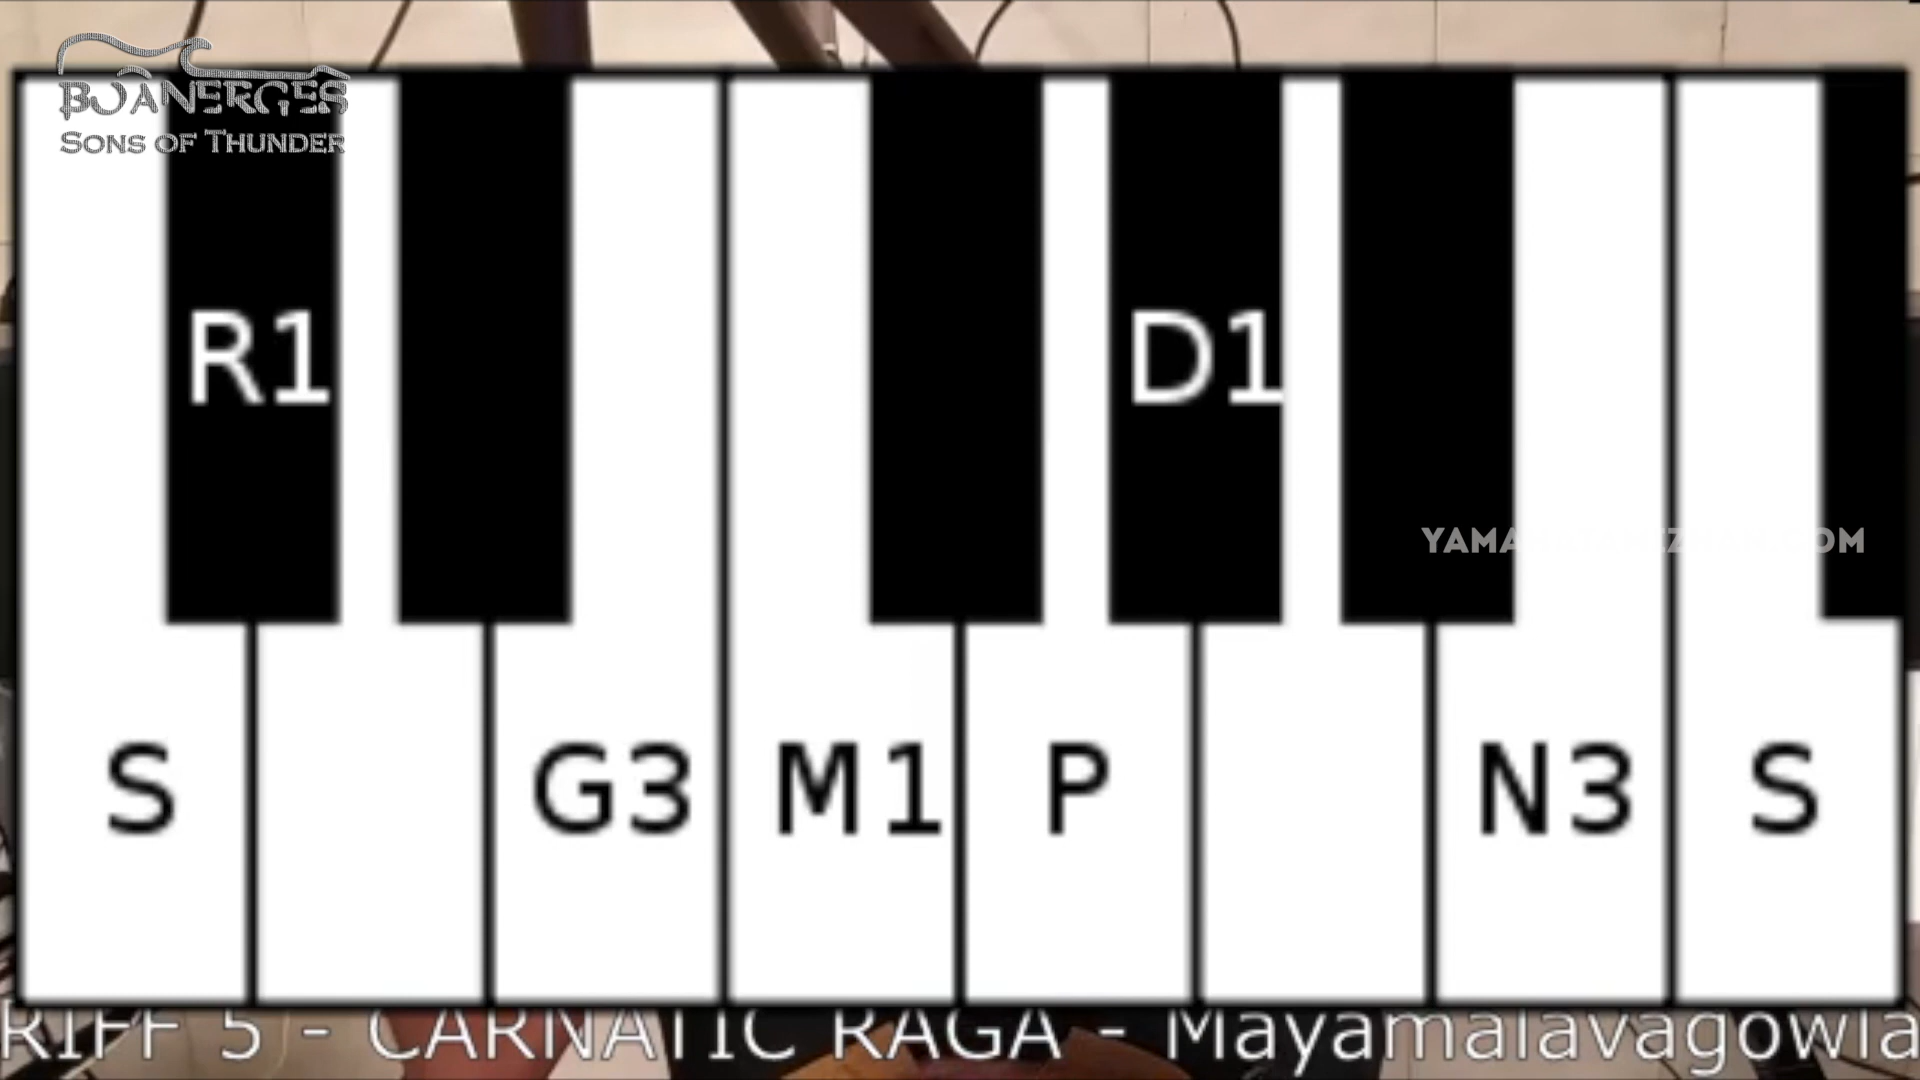 BOANERGES
SONS OF THUNDER
R1
D1
S
G3
M1
P
N3
S
RIFF 5 - CARNATIC RAGA - Mayamalavagowla